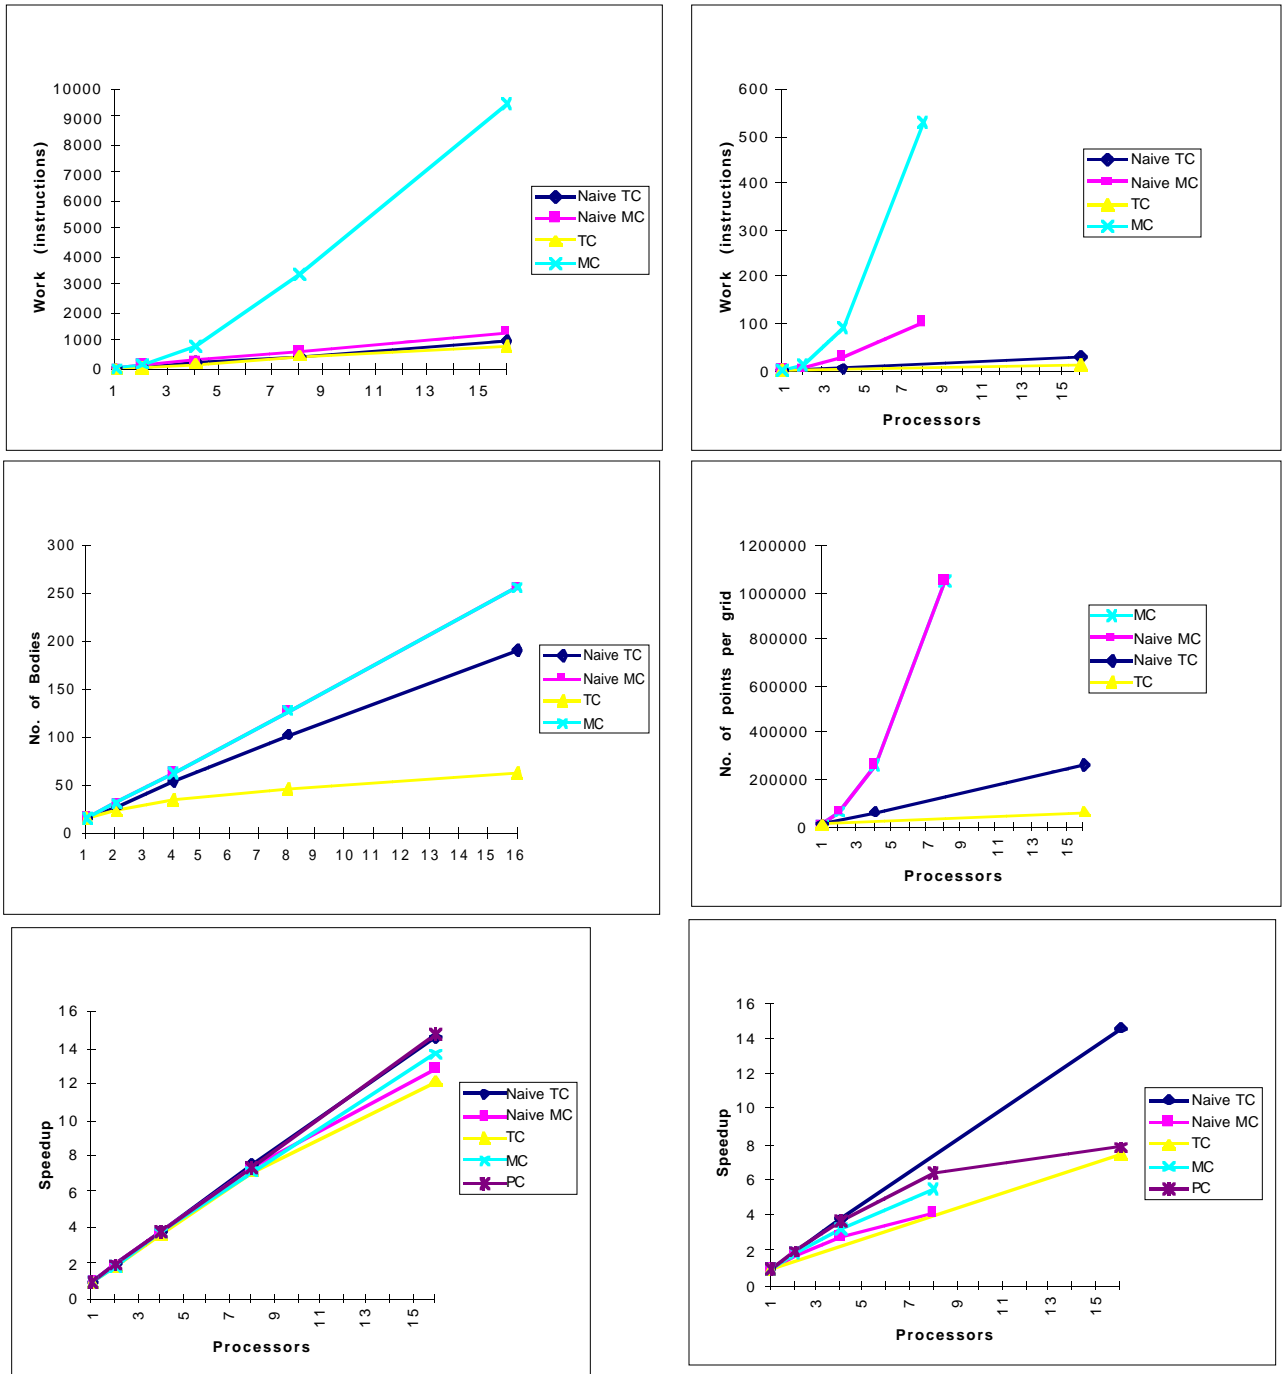 10000
9000
8000
7000
6000
5000
4000
3000
2000
1000
0
Work (instructions)
1 3 5 7 9 11 13 15
Naive TC
Naive MC
TC
MC
600
500
400
300
200
100
0
Work (instructions)
1 3 5 7 9 11 13 15
Processors
Naive TC
Naive MC
TC
MC
300
250
200
150
100
50
0
No. of Bodies
1 2 3 4 5 6 7 8 9 10 11 12 13 14 15 16
Naive TC
Naive MC
TC
MC
1200000
1000000
800000
600000
400000
200000
0
No. of points per grid
1 3 5 7 9 11 13 15
Processors
MC
Naive MC
Naive TC
TC
16
14
12
10
8
6
4
2
0
Speedup
1 3 5 7 9 11 13 15
Processors
Naive TC
Naive MC
TC
MC
PC
16
14
12
10
8
6
4
2
0
Speedup
1 3 5 7 9 11 13 15
Processors
Naive TC
Naive MC
TC
MC
PC